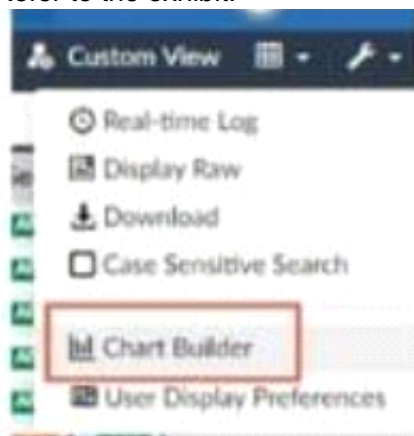 Custom View
Real-time Log
Display Raw
Download
Case Sensitive Search
Chart Builder
User Display Preferences